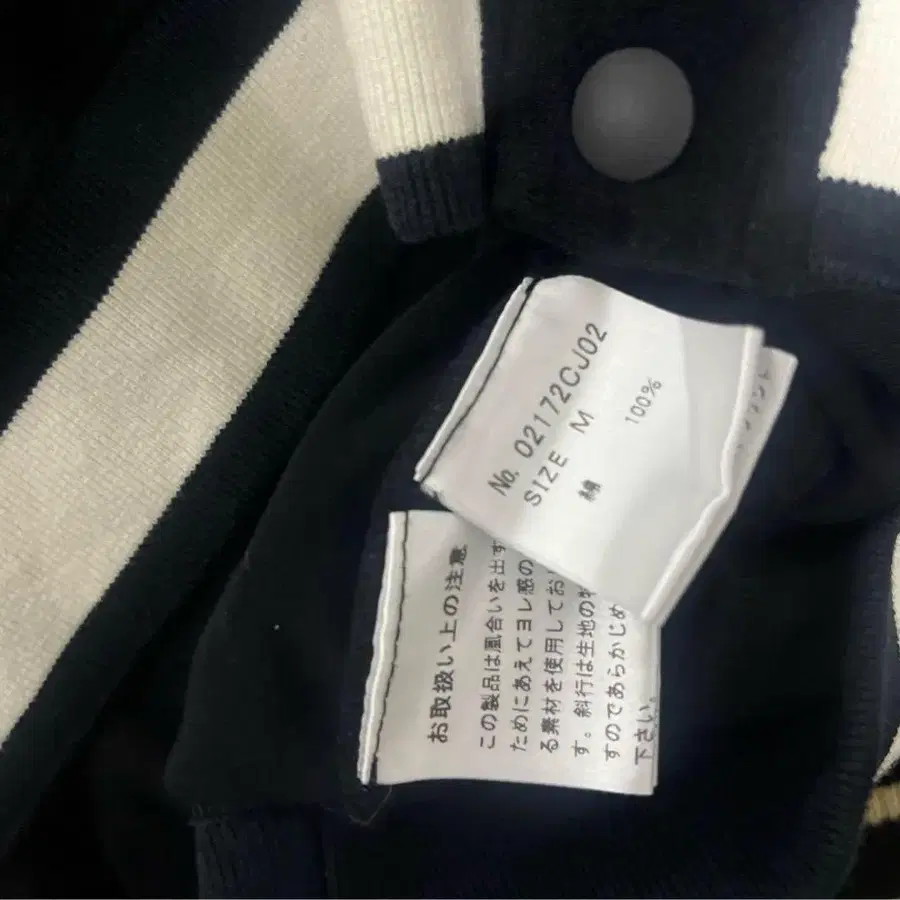 No. 02172CJ02
SIZE M
綿 100%
お取扱い上の注意
この製品は風合いを出す
ためにあえてヨレ感の
る素材を使用してお
す。斜行は生地の特
すのであらかじめ
下さい。